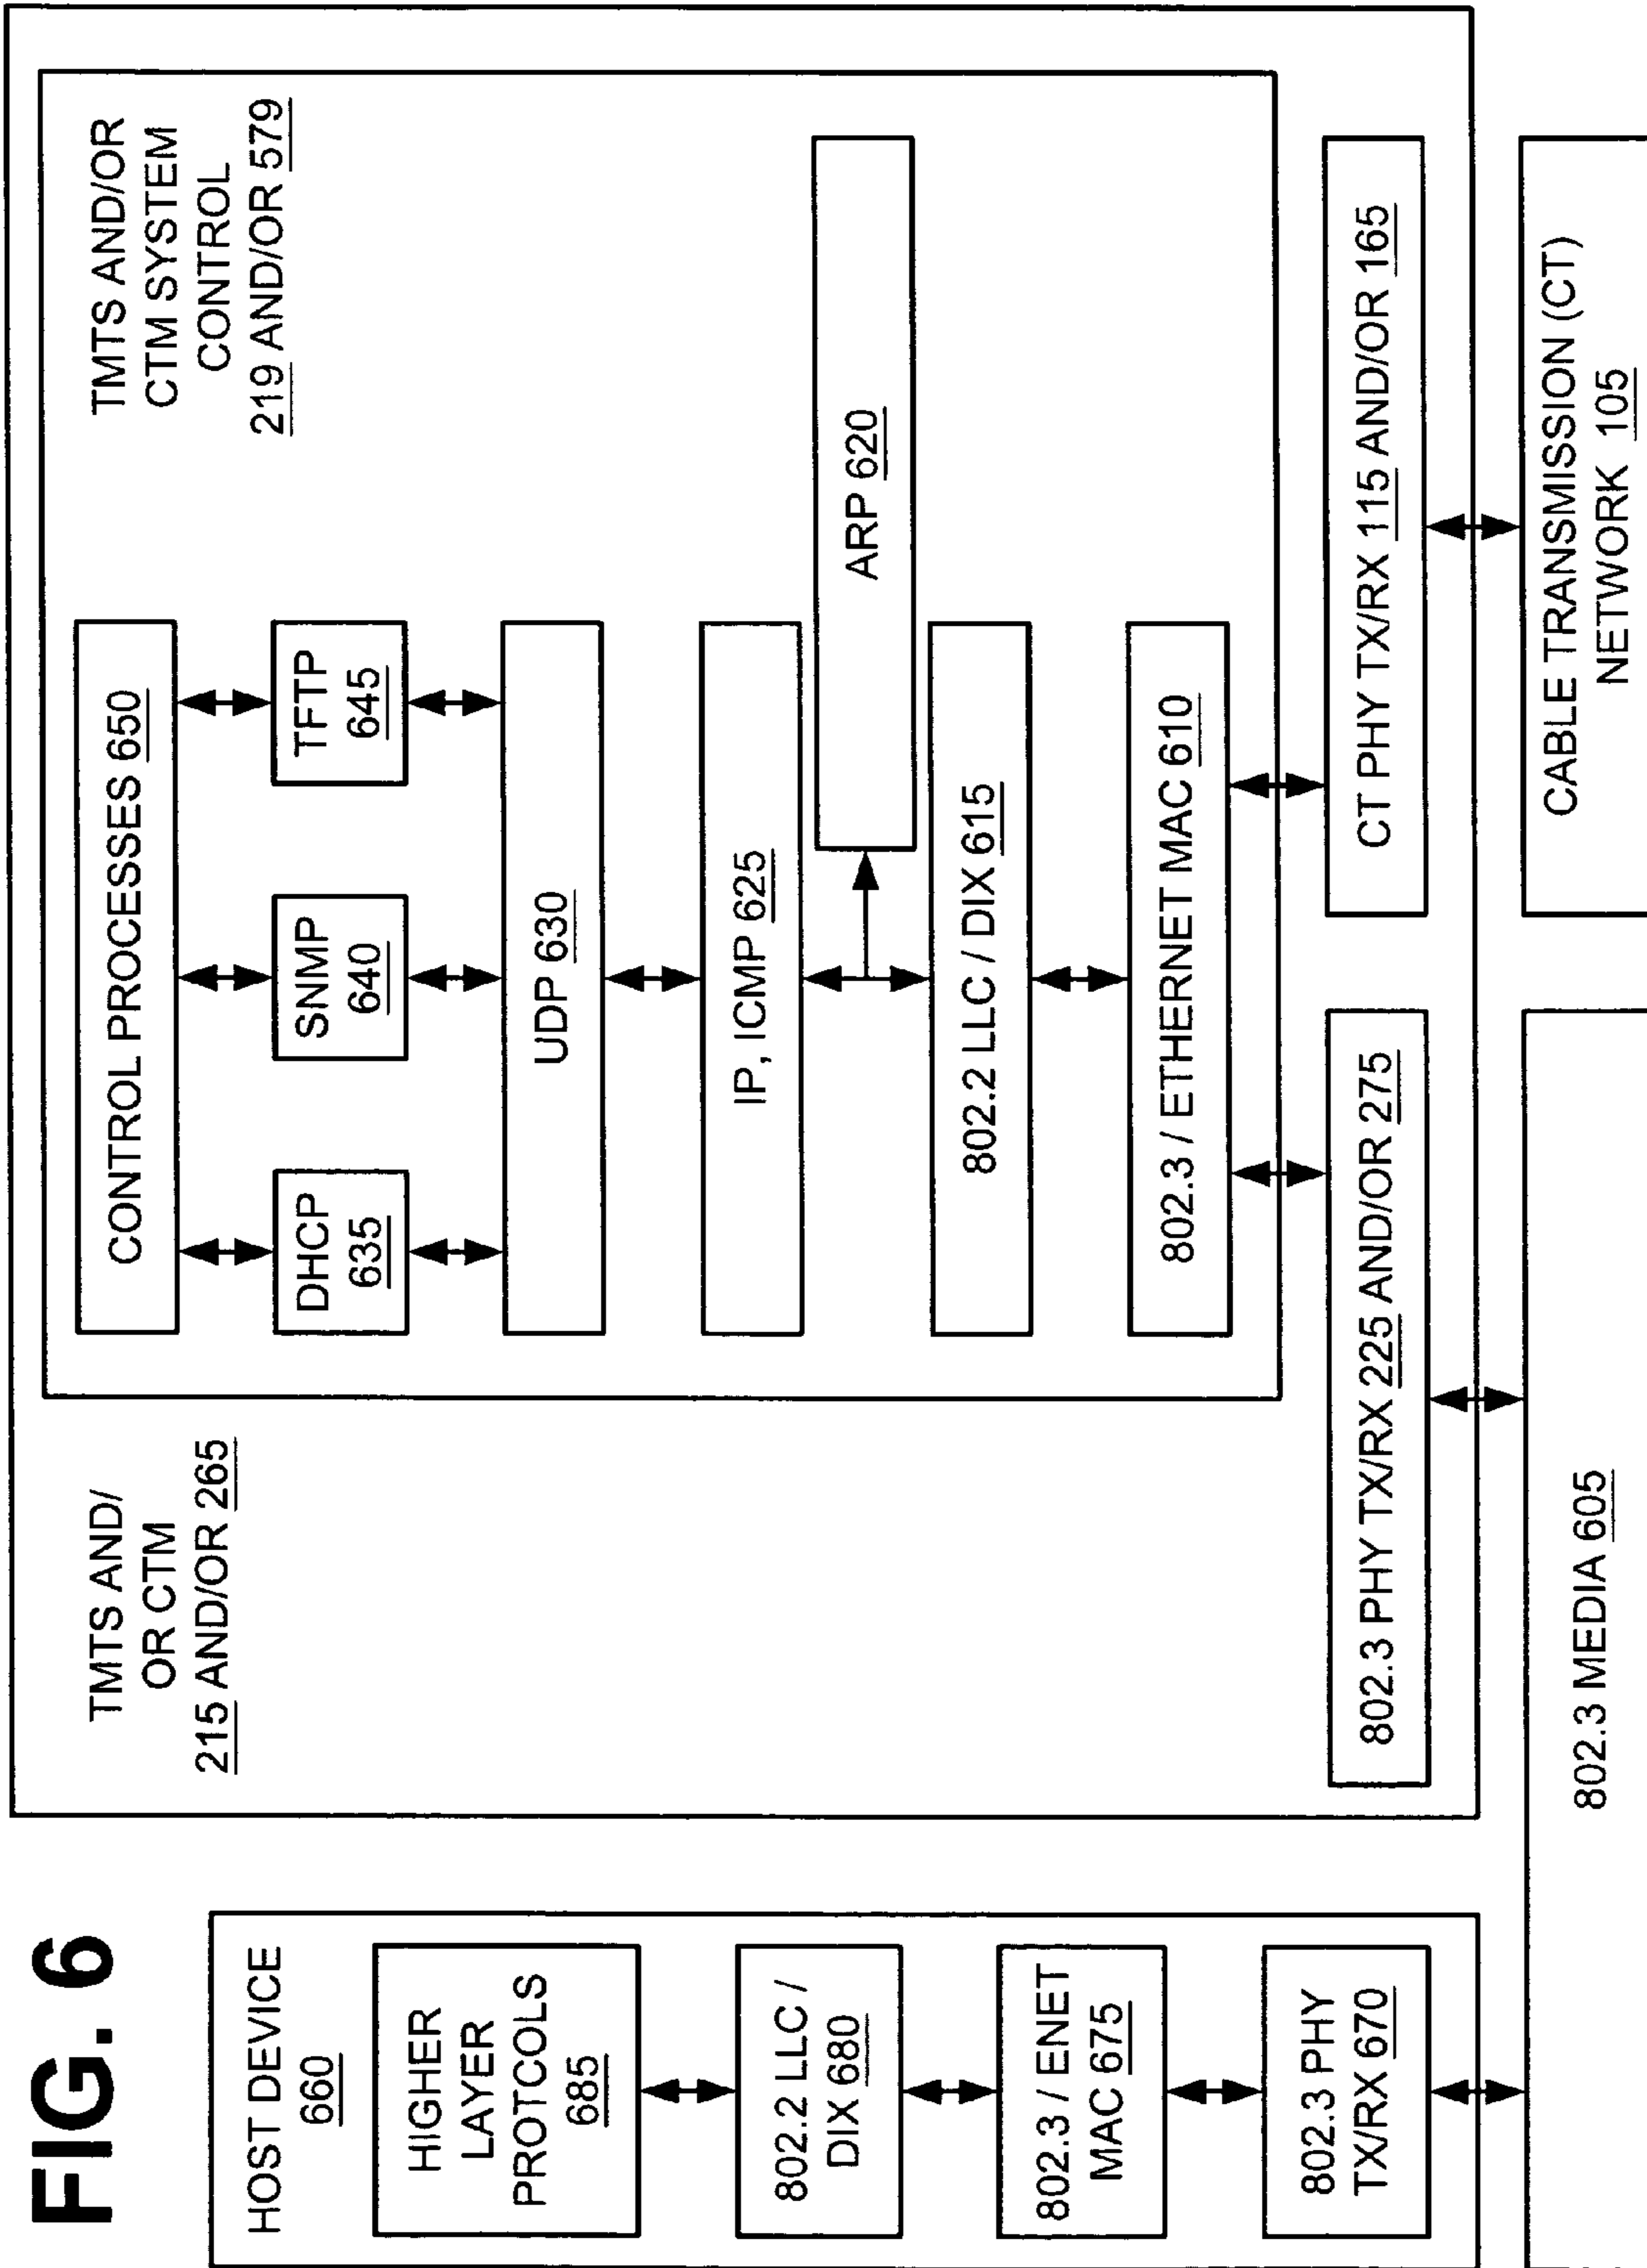 FIG. 6
HOST DEVICE
660
HIGHER
LAYER
PROTCOLS
685
802.2 LLC /
DIX 680
802.3 / ENET
MAC 675
802.3 PHY
TX/RX 670
TMTS AND/
OR CTM
215 AND/OR 265
TMTS AND/OR
CTM SYSTEM
CONTROL
219 AND/OR 579
CONTROL PROCESSES 650
DHCP
635
SNMP
640
TFTP
645
UDP 630
IP, ICMP 625
ARP 620
802.2 LLC / DIX 615
802.3 / ETHERNET MAC 610
802.3 PHY TX/RX 225 AND/OR 275
CT PHY TX/RX 115 AND/OR 165
802.3 MEDIA 605
CABLE TRANSMISSION (CT)
NETWORK 105